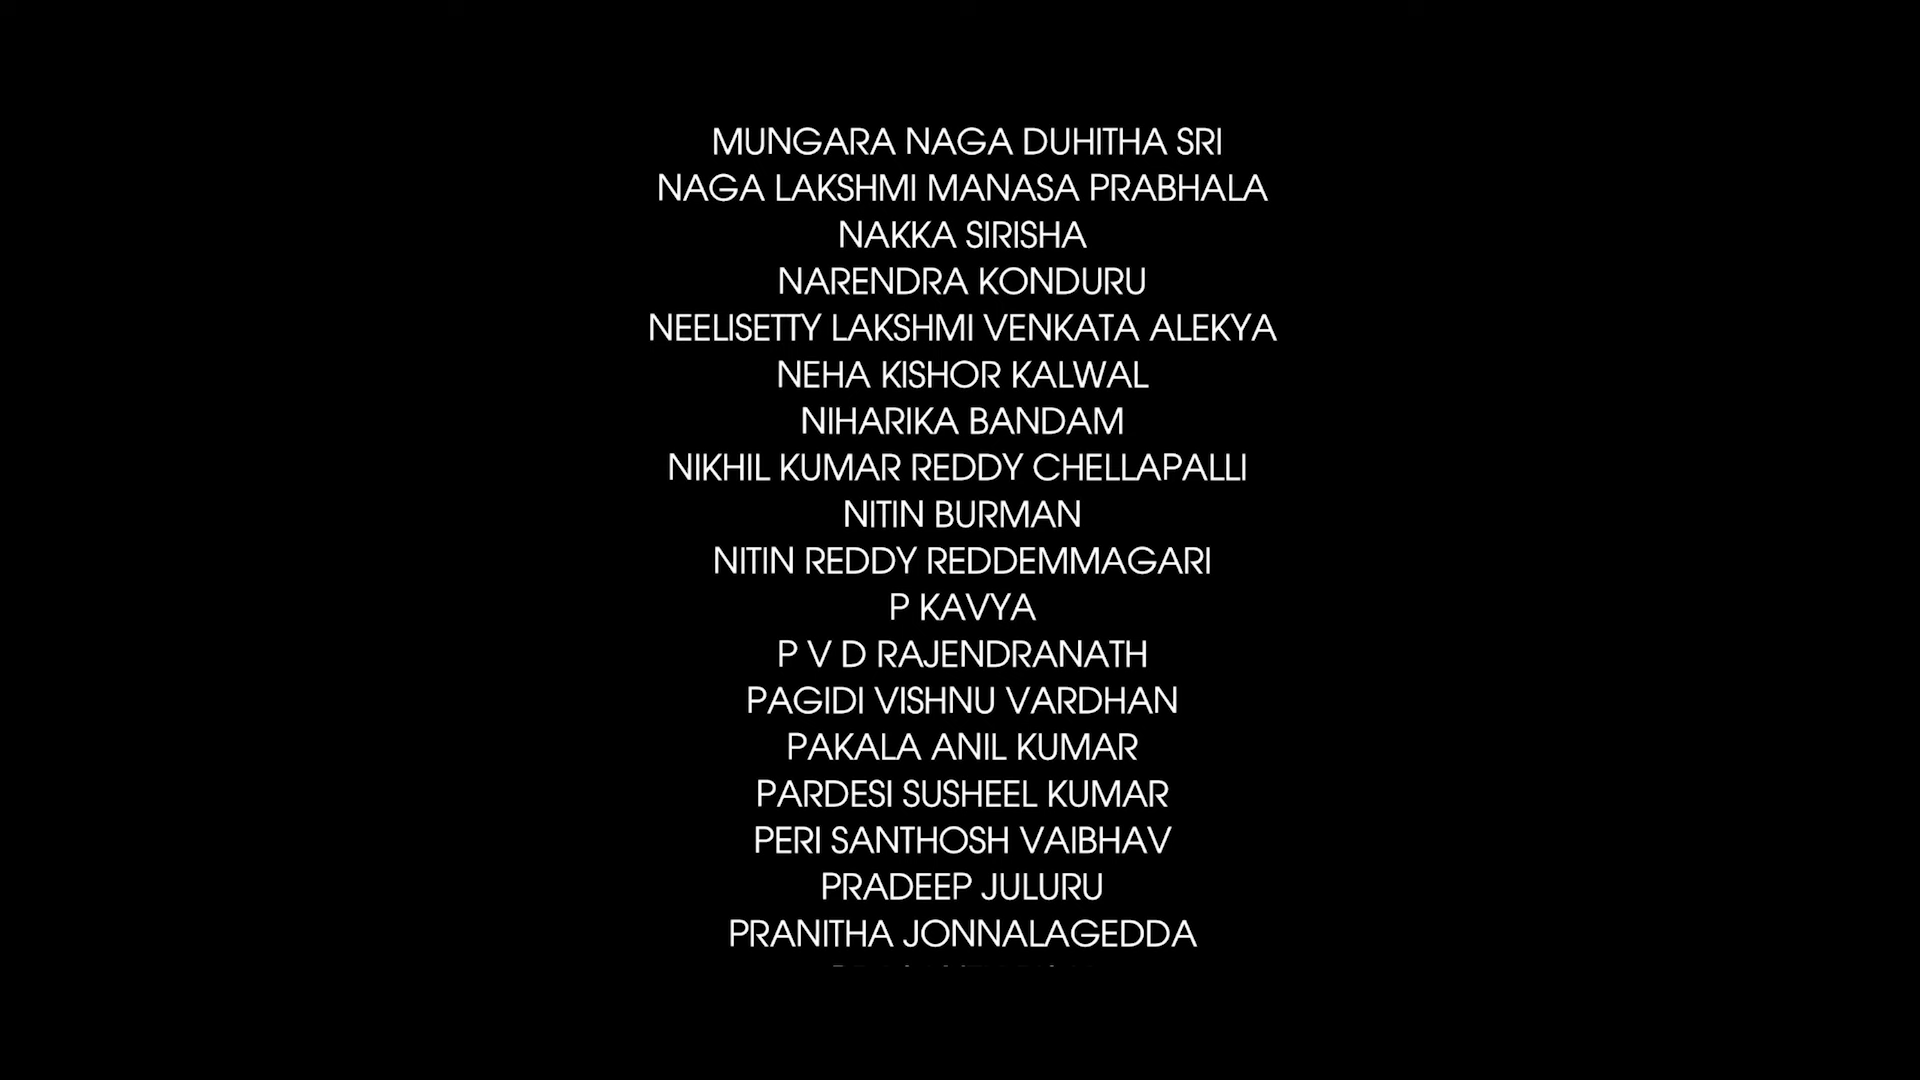 MUNGARA NAGA DUHITHA SRI
NAGA LAKSHMI MANASA PRABHALA
NAKKA SIRISHA
NARENDRA KONDURU
NEELISETTY LAKSHMI VENKATA ALEKYA
NEHA KISHOR KALWAL
NIHARIKA BANDAM
NIKHIL KUMAR REDDY CHELLAPALLI
NITIN BURMAN
NITIN REDDY REDDEMMAGARI
P KAVYA
P V D RAJENDRANATH
PAGIDI VISHNU VARDHAN
PAKALA ANIL KUMAR
PARDESI SUSHEEL KUMAR
PERI SANTHOSH VAIBHAV
PRADEEP JULURU
PRANITHA JONNALAGEDDA